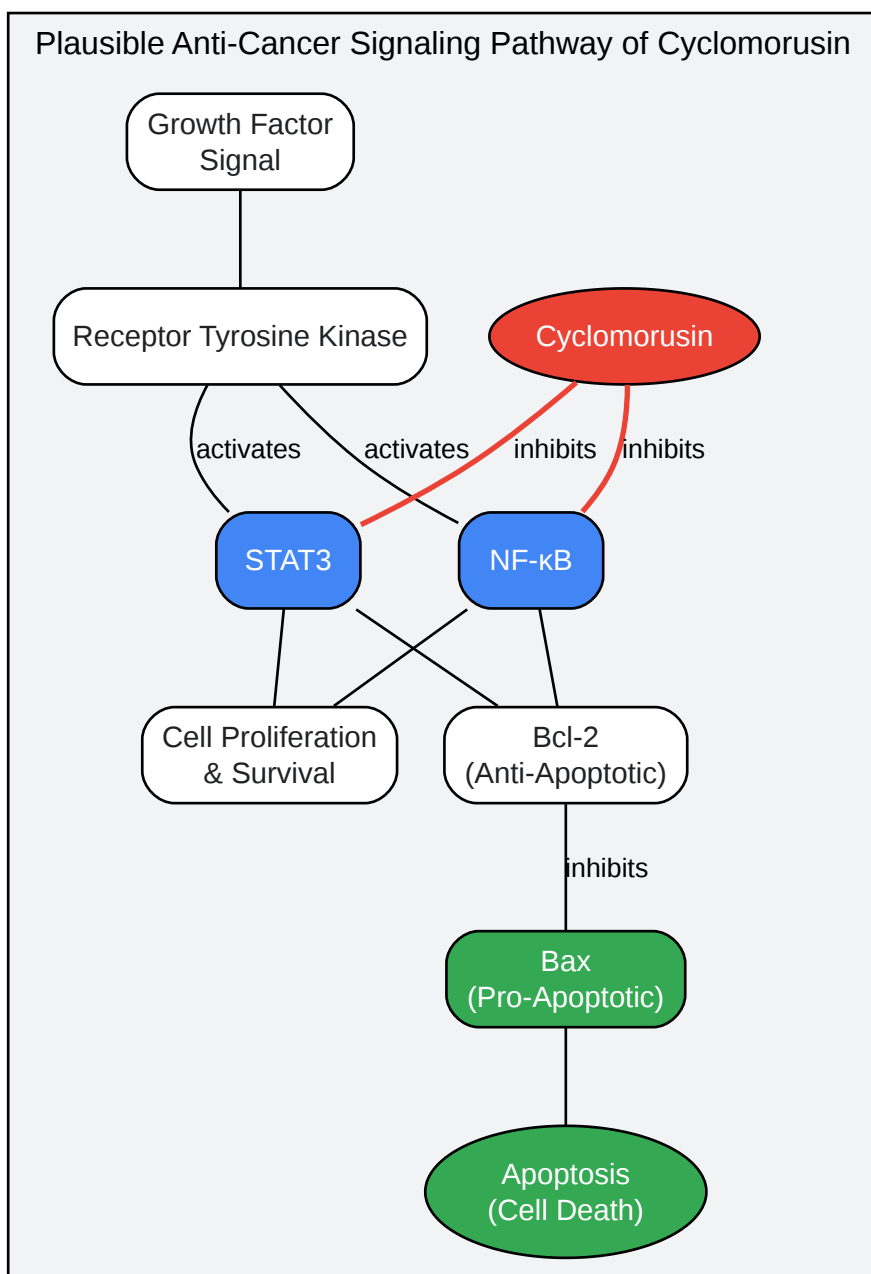 Plausible Anti-Cancer Signaling Pathway of Cyclomorusin
Growth Factor
Signal
Receptor Tyrosine Kinase
Cyclomorusin
activates
activates
inhibits
inhibits
STAT3
NF-κB
Cell Proliferation
& Survival
Bcl-2
(Anti-Apoptotic)
inhibits
Bax
(Pro-Apoptotic)
Apoptosis
(Cell Death)